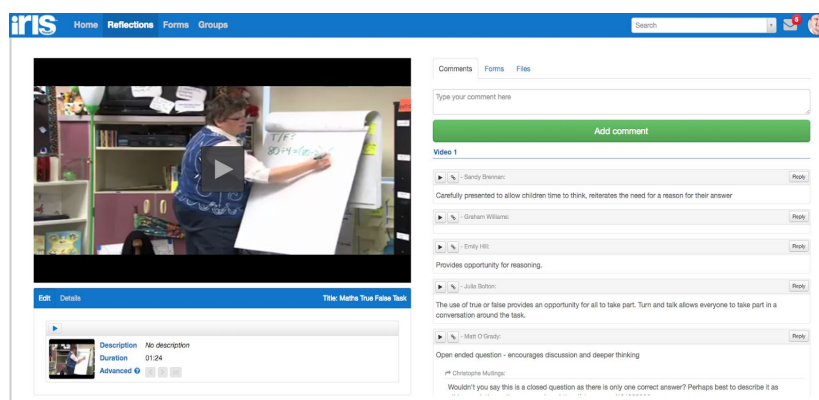 iris Home Reflections Forms Groups Search
Comments Forms Files
Type your comment here
Add comment
Video 1
- Sandy Brennan: Reply
Carefully presented to allow children time to think, reiterates the need for a reason for their answer
- Graham Williams: Reply
- Emily Hill: Reply
Provides opportunity for reasoning.
- Julia Bolton: Reply
The use of true or false provides an opportunity for all to take part. Turn and talk allows everyone to take part in a
conversation around the task.
- Matt O'Grady: Reply
Open ended question - encourages discussion and deeper thinking
Christophe Mullings:
Wouldn't you say this is a closed question as there is only one correct answer? Perhaps best to describe it as
T/F?
80÷4=
Edit Details Title: Maths True False Task
Description No description
Duration 01:24
Advanced